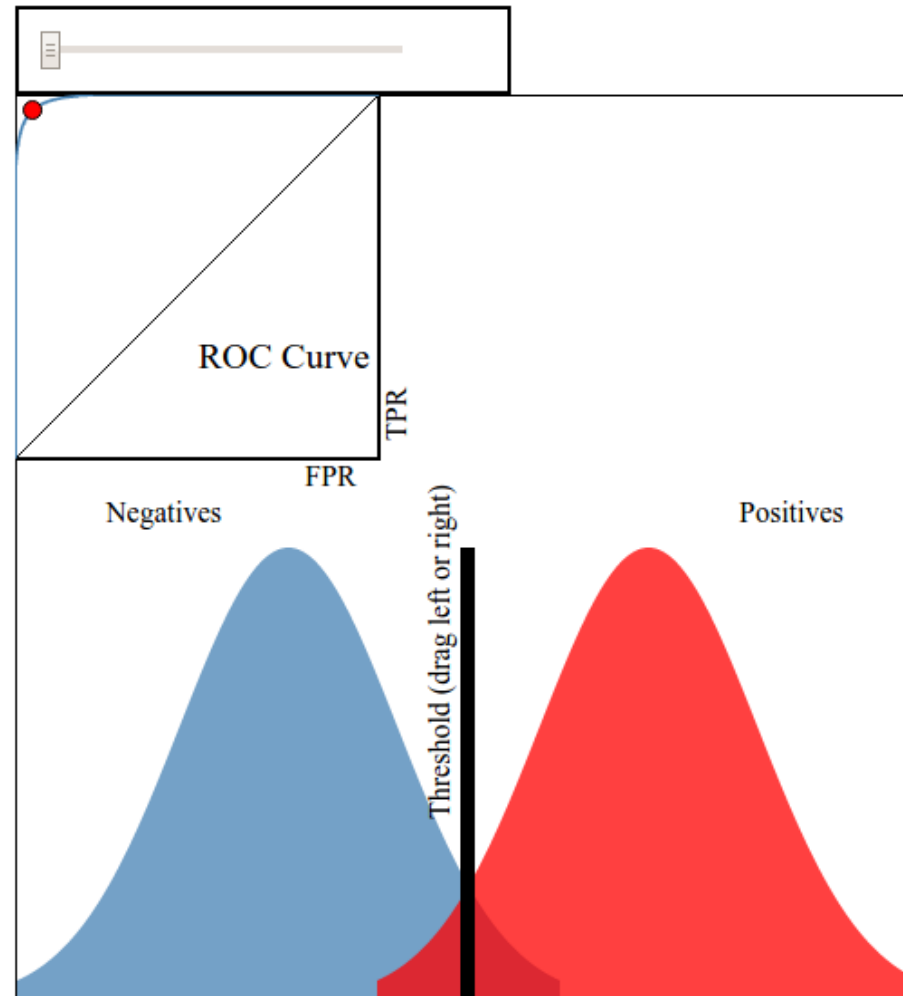 ROC Curve
TPR
FPR
Negatives
Threshold (drag left or right)
Positives